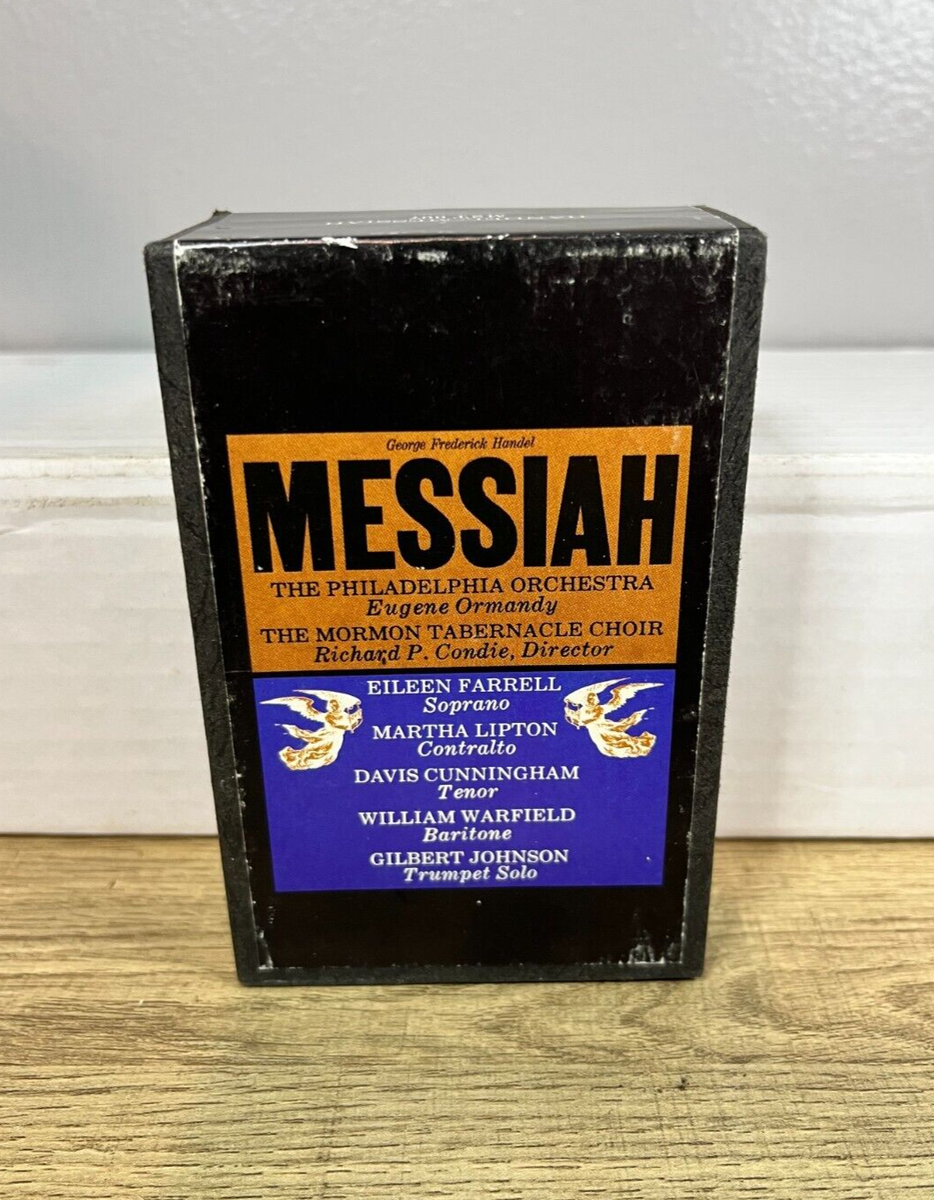 George Frederick Handel
MESSIAH
THE PHILADELPHIA ORCHESTRA
Eugene Ormandy
THE MORMON TABERNACLE CHOIR
Richard P. Condie, Director
EILEEN FARRELL
Soprano
MARTHA LIPTON
Contralto
DAVIS CUNNINGHAM
Tenor
WILLIAM WARFIELD
Baritone
GILBERT JOHNSON
Trumpet Solo